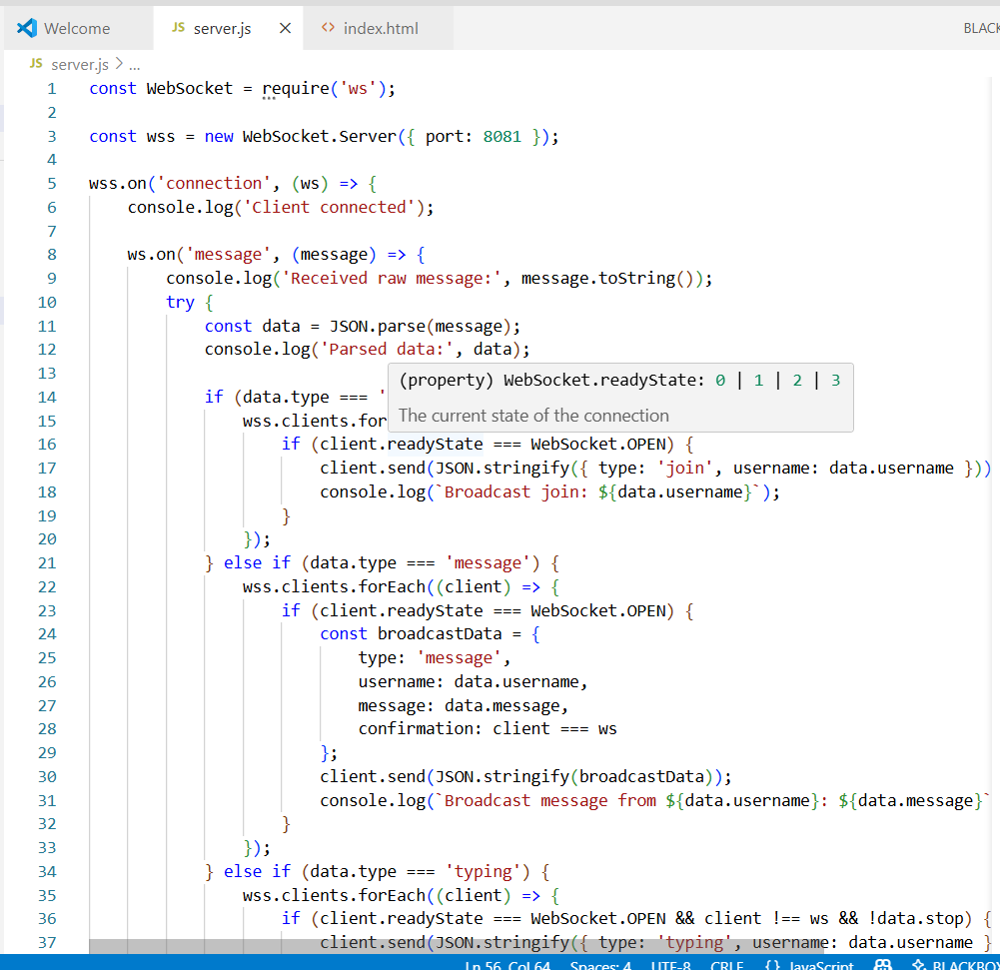 Welcome
JS server.js
<> index.html
BLACK
JS server.js > ...
1 const WebSocket = require('ws');
2
3 const wss = new WebSocket.Server({ port: 8081 });
4
5 wss.on('connection', (ws) => {
6 console.log('Client connected');
7
8 ws.on('message', (message) => {
9 console.log('Received raw message:', message.toString());
10 try {
11 const data = JSON.parse(message);
12 console.log('Parsed data:', data);
13
(property) WebSocket.readyState: 0 | 1 | 2 | 3
The current state of the connection
14 if (data.type === '
15 wss.clients.for
16 if (client.readyState === WebSocket.OPEN) {
17 client.send(JSON.stringify({ type: 'join', username: data.username }))
18 console.log(`Broadcast join: ${data.username}`);
19 }
20 });
21 } else if (data.type === 'message') {
22 wss.clients.forEach((client) => {
23 if (client.readyState === WebSocket.OPEN) {
24 const broadcastData = {
25 type: 'message',
26 username: data.username,
27 message: data.message,
28 confirmation: client === ws
29 };
30 client.send(JSON.stringify(broadcastData));
31 console.log(`Broadcast message from ${data.username}: ${data.message}`
32 }
33 });
34 } else if (data.type === 'typing') {
35 wss.clients.forEach((client) => {
36 if (client.readyState === WebSocket.OPEN && client !== ws && !data.stop) {
37 client.send(JSON.stringify({ type: 'typing', username: data.username }
Ln 56, Col 64 Spaces: 4 UTF-8 CRLF {} JavaScript BLACKBOX